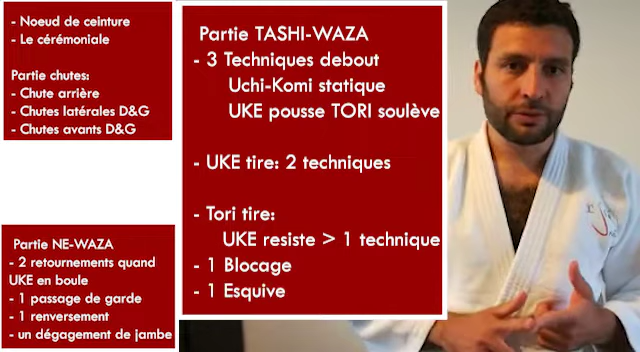 - Noeud de ceinture
- Le cérémoniale
Partie chutes:
- Chute arrière
- Chutes latérales D&G
- Chutes avants D&G
Partie TASHI-WAZA
- 3 Techniques debout
Uchi-Komi statique
UKE pousse TORI soulève
- UKE tire: 2 techniques
- Tori tire:
UKE resiste > 1 technique
- 1 Blocage
- 1 Esquive
Partie NE-WAZA
- 2 retournements quand
UKE en boule
- 1 passage de garde
- 1 renversement
- un dégagement de jambe